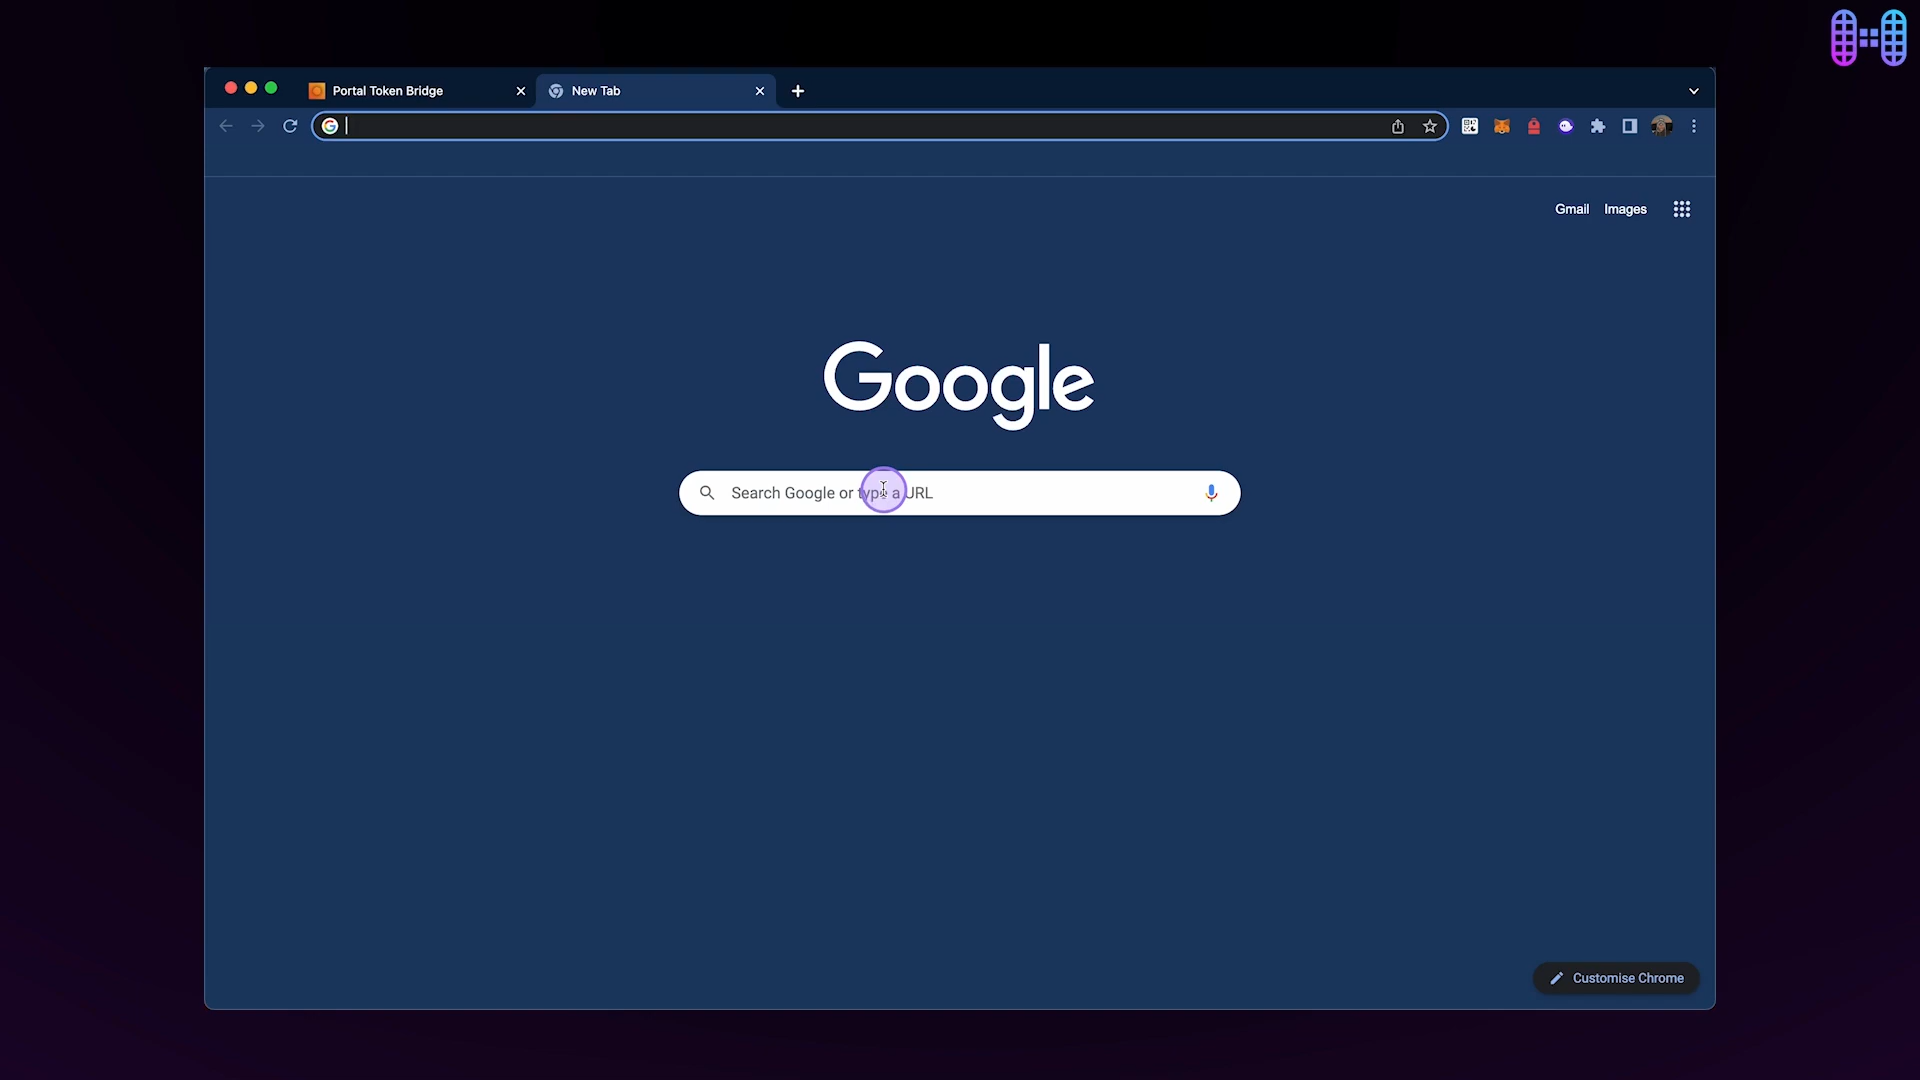 Portal Token Bridge
New Tab
Gmail Images
Google
Search Google or type a URL
Customise Chrome